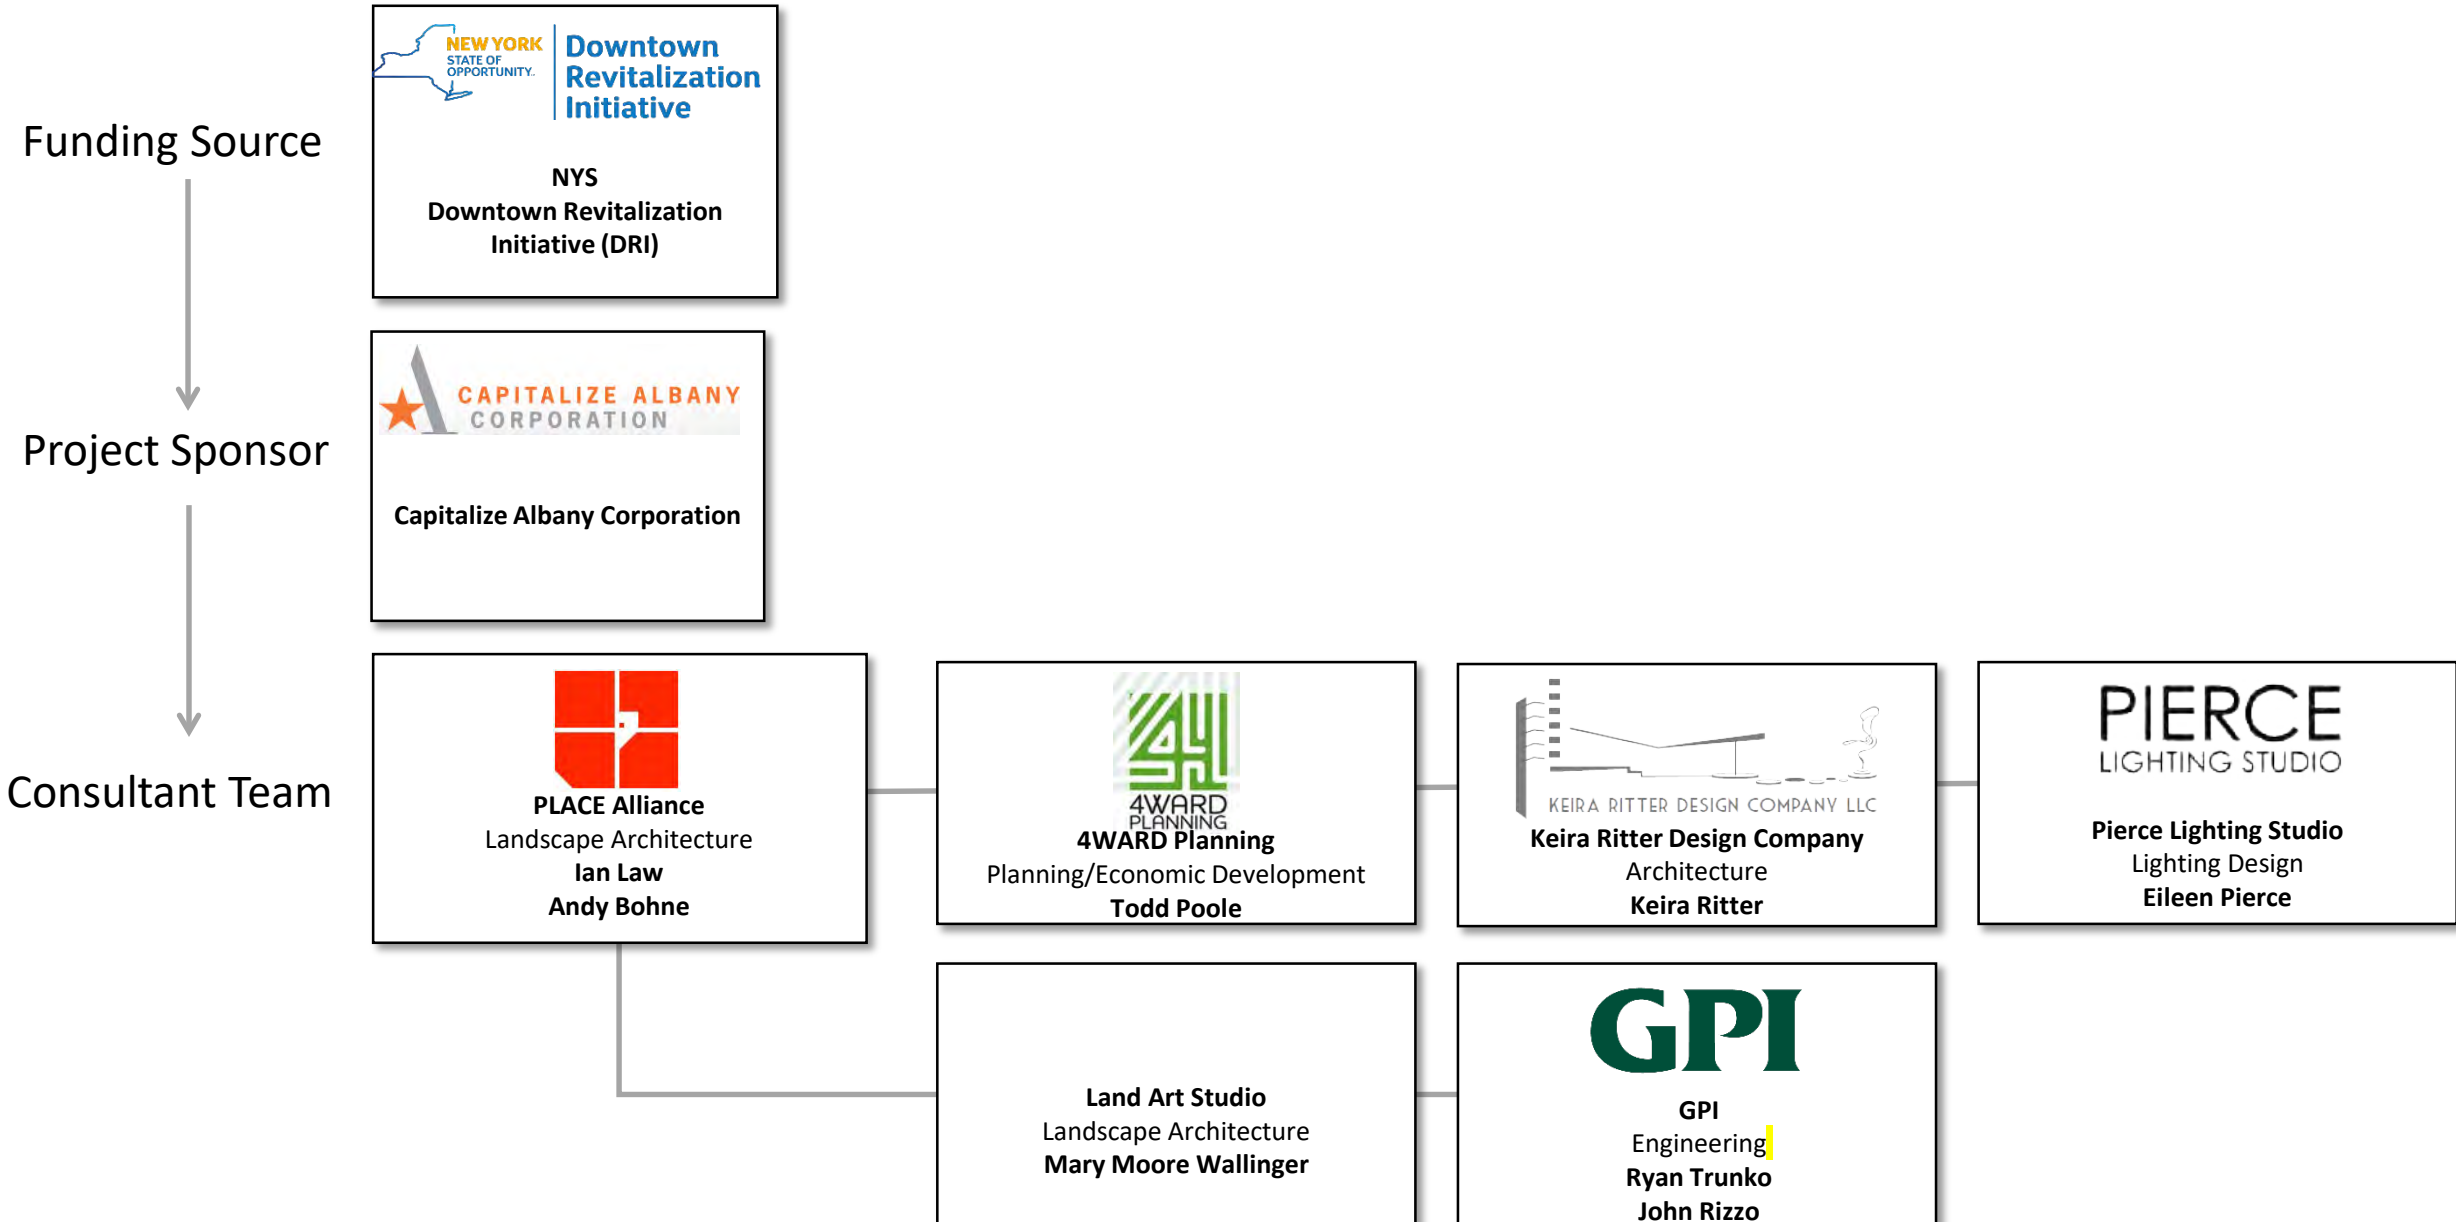 NEW YORK
STATE OF
OPPORTUNITY.
Downtown
Revitalization
Initiative
Funding Source
NYS
Downtown Revitalization
Initiative (DRI)
CAPITALIZE ALBANY
CORPORATION
Project Sponsor
Capitalize Albany Corporation
Consultant Team
PLACE Alliance
Landscape Architecture
Ian Law
Andy Bohne
4WARD
PLANNING
4WARD Planning
Planning/Economic Development
Todd Poole
KEIRA RITTER DESIGN COMPANY LLC
Keira Ritter Design Company
Architecture
Keira Ritter
PIERCE
LIGHTING STUDIO
Pierce Lighting Studio
Lighting Design
Eileen Pierce
Land Art Studio
Landscape Architecture
Mary Moore Wallinger
GPI
GPI
Engineering
Ryan Trunko
John Rizzo